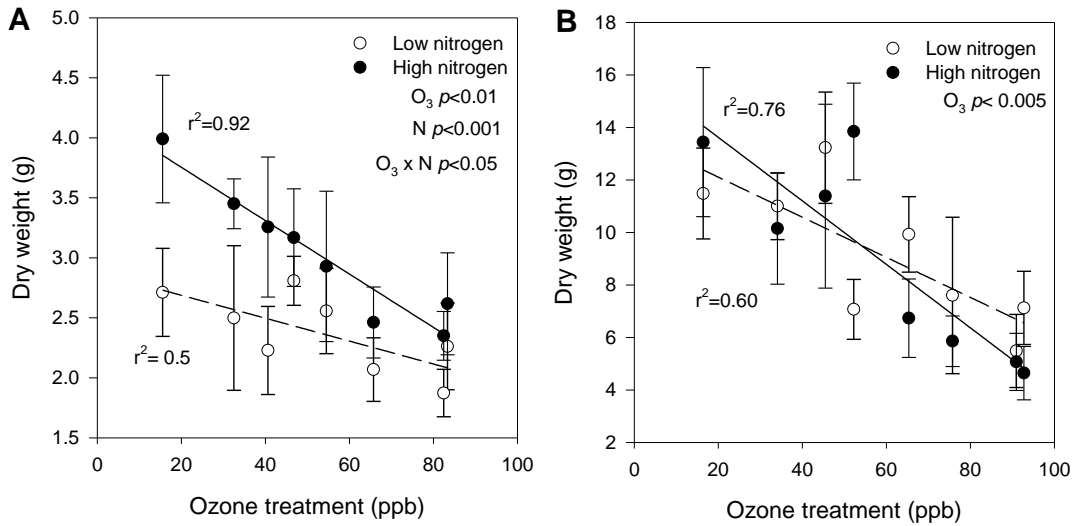 A
Dry weight (g)
5.0
4.5
4.0
3.5
3.0
2.5
2.0
1.5
Low nitrogen
High nitrogen
O₃ p<0.01
N p<0.001
O₃ x N p<0.05
r²=0.92
r²= 0.5
0 20 40 60 80 100
Ozone treatment (ppb)
B
Dry weight (g)
18
16
14
12
10
8
6
4
2
Low nitrogen
High nitrogen
O₃ p< 0.005
r²=0.76
r²=0.60
0 20 40 60 80 100
Ozone treatment (ppb)